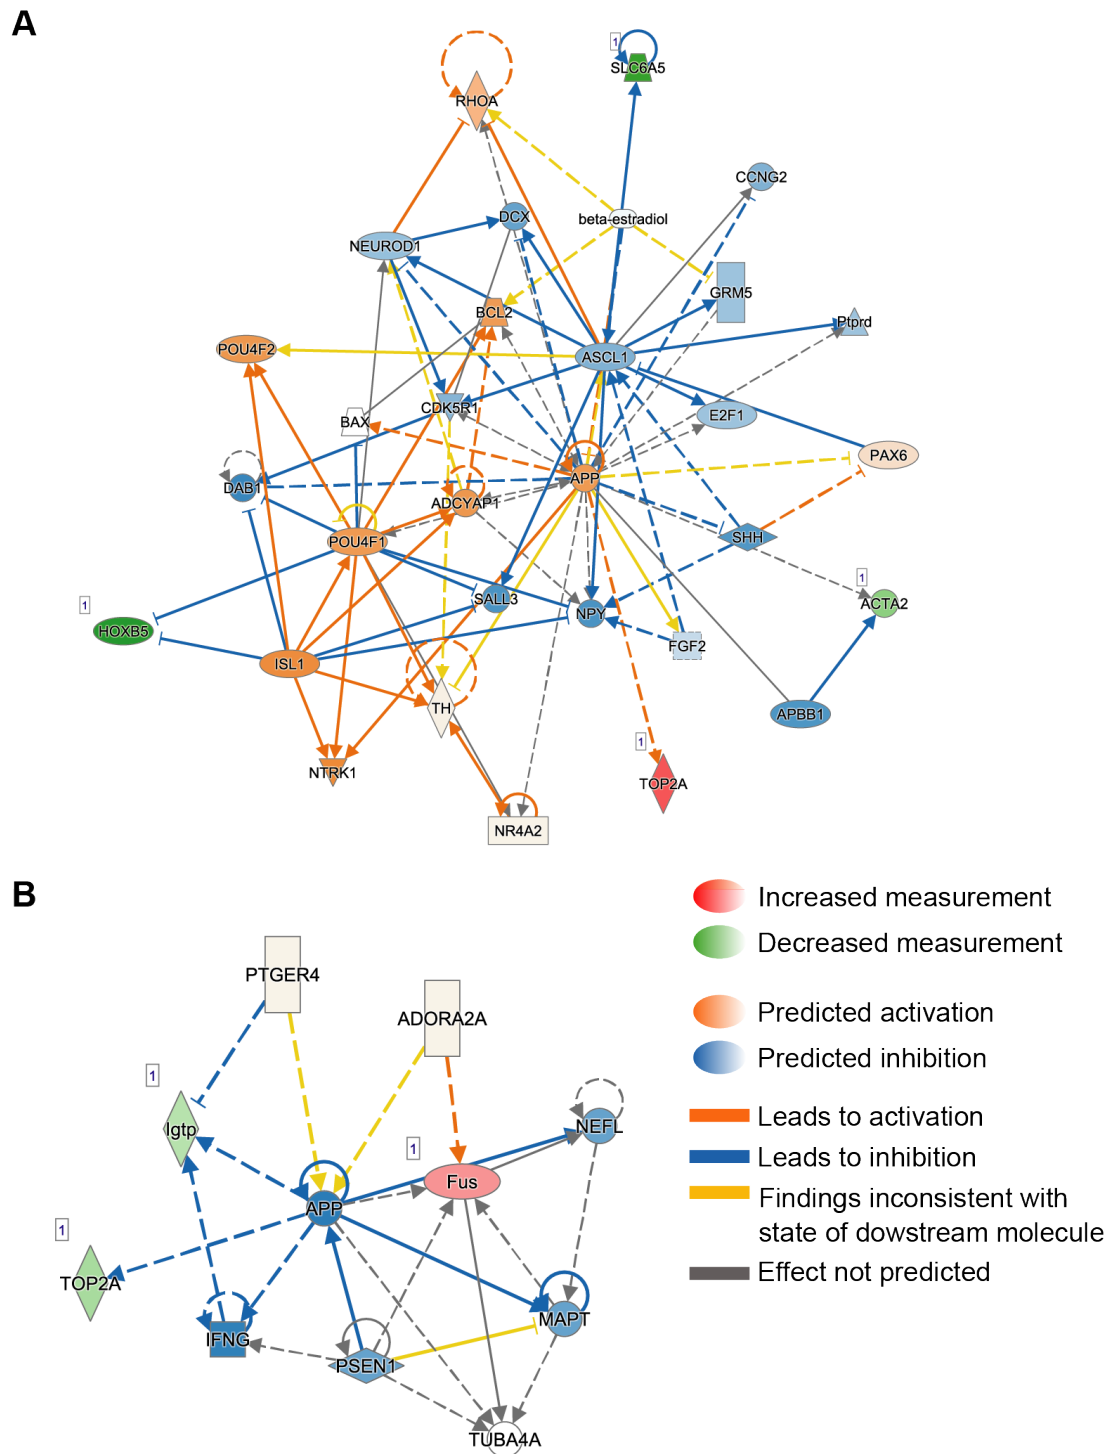 A
1
SLC6A5
RHOA
CCNG2
DCX
beta-estradiol
NEUROD1
GRM5
BCL2
Ptprd
POU4F2
ASCL1
CDK5R1
E2F1
BAX
PAX6
APP
DAB1
ADCYAP1
POU4F1
SHH
1
SALL3
ACTA2
1
NPY
HOXB5
FGF2
ISL1
TH
APBB1
1
NTRK1
TOP2A
NR4A2
B
Increased measurement
Decreased measurement
PTGER4
ADORA2A
Predicted activation
Predicted inhibition
1
Igtp
NEFL
Leads to activation
1
Leads to inhibition
Fus
APP
Findings inconsistent with
state of dowstream molecule
1
TOP2A
Effect not predicted
MAPT
IFNG
PSEN1
TUBA4A